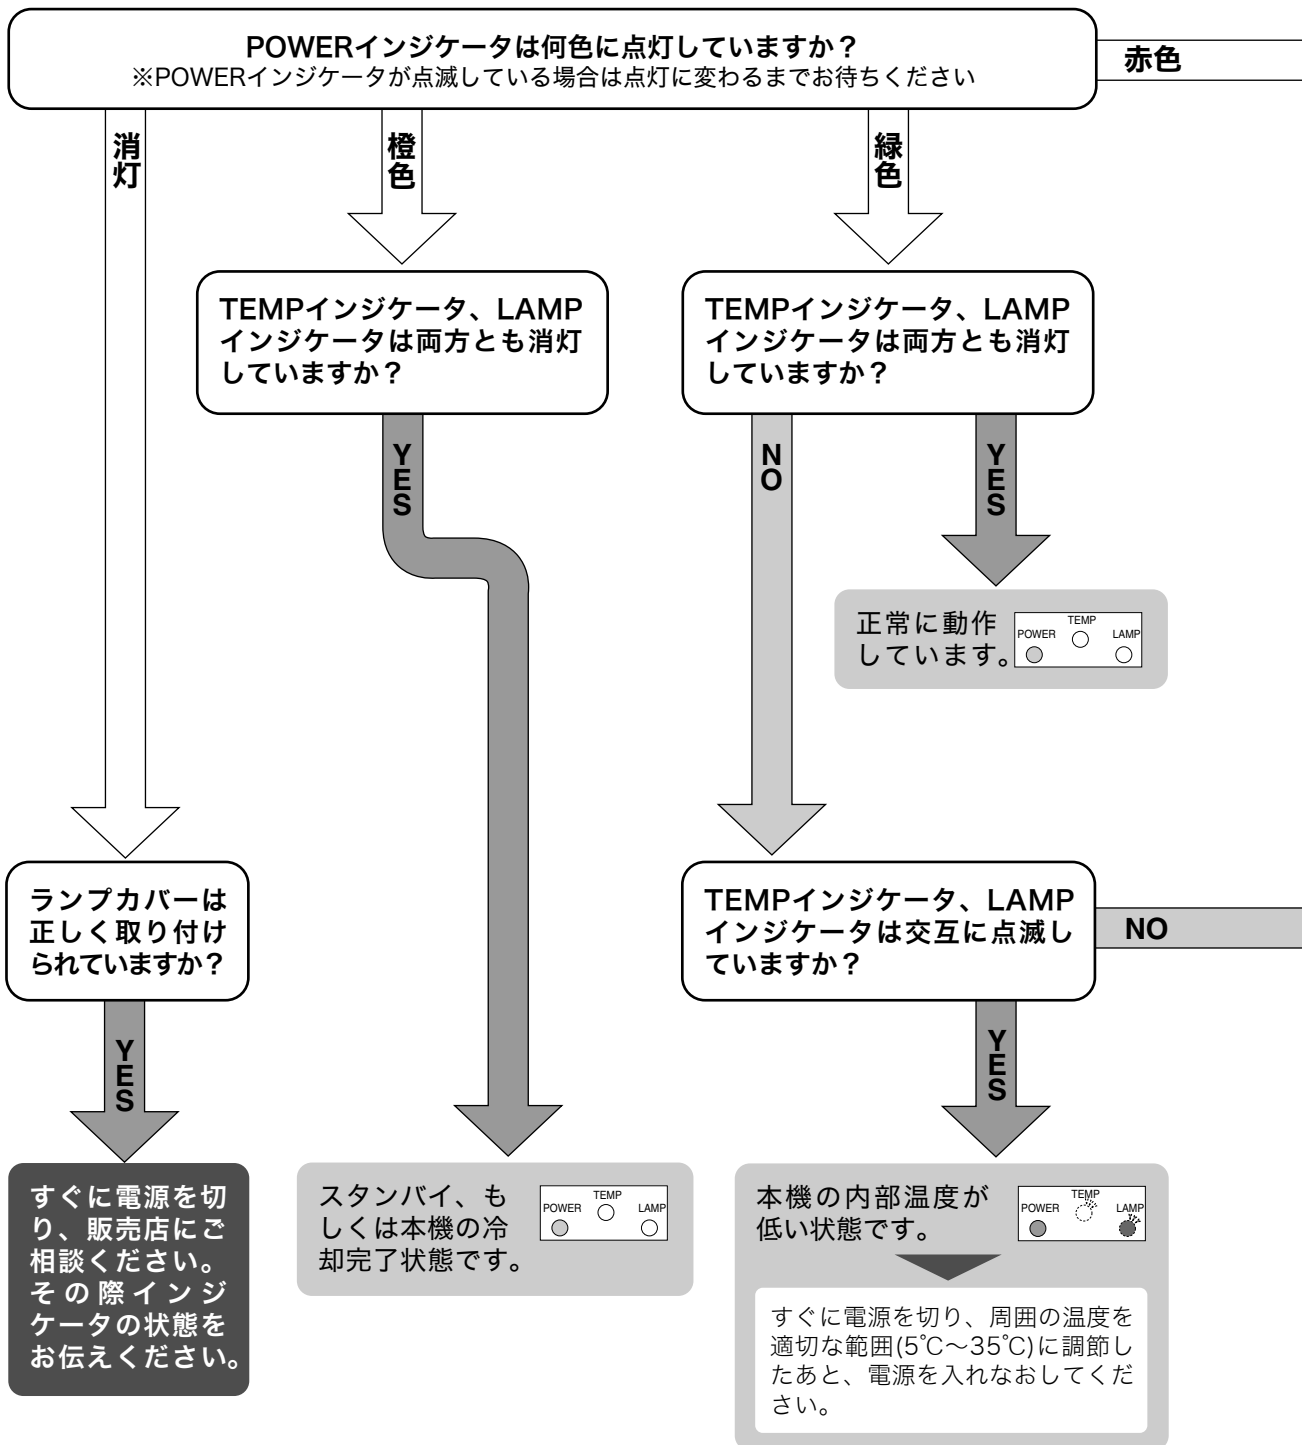 POWERインジケータは何色に点灯していますか？
※POWERインジケータが点滅している場合は点灯に変わるまでお待ちください
赤色
消灯
橙色
緑色
TEMPインジケータ、LAMP
インジケータは両方とも消灯
していますか？
TEMPインジケータ、LAMP
インジケータは両方とも消灯
していますか？
YES
NO
YES
正常に動作
しています。
POWER
TEMP
LAMP
ランプカバーは
正しく取り付け
られていますか？
TEMPインジケータ、LAMP
インジケータは交互に点滅し
ていますか？
NO
YES
YES
すぐに電源を切
り、販売店にご
相談ください。
その際インジ
ケータの状態を
お伝えください。
スタンバイ、も
しくは本機の冷
却完了状態です。
POWER
TEMP
LAMP
本機の内部温度が
低い状態です。
POWER
TEMP
LAMP
すぐに電源を切り、周囲の温度を
適切な範囲(5℃～35℃)に調節し
たあと、電源を入れなおしてくだ
さい。